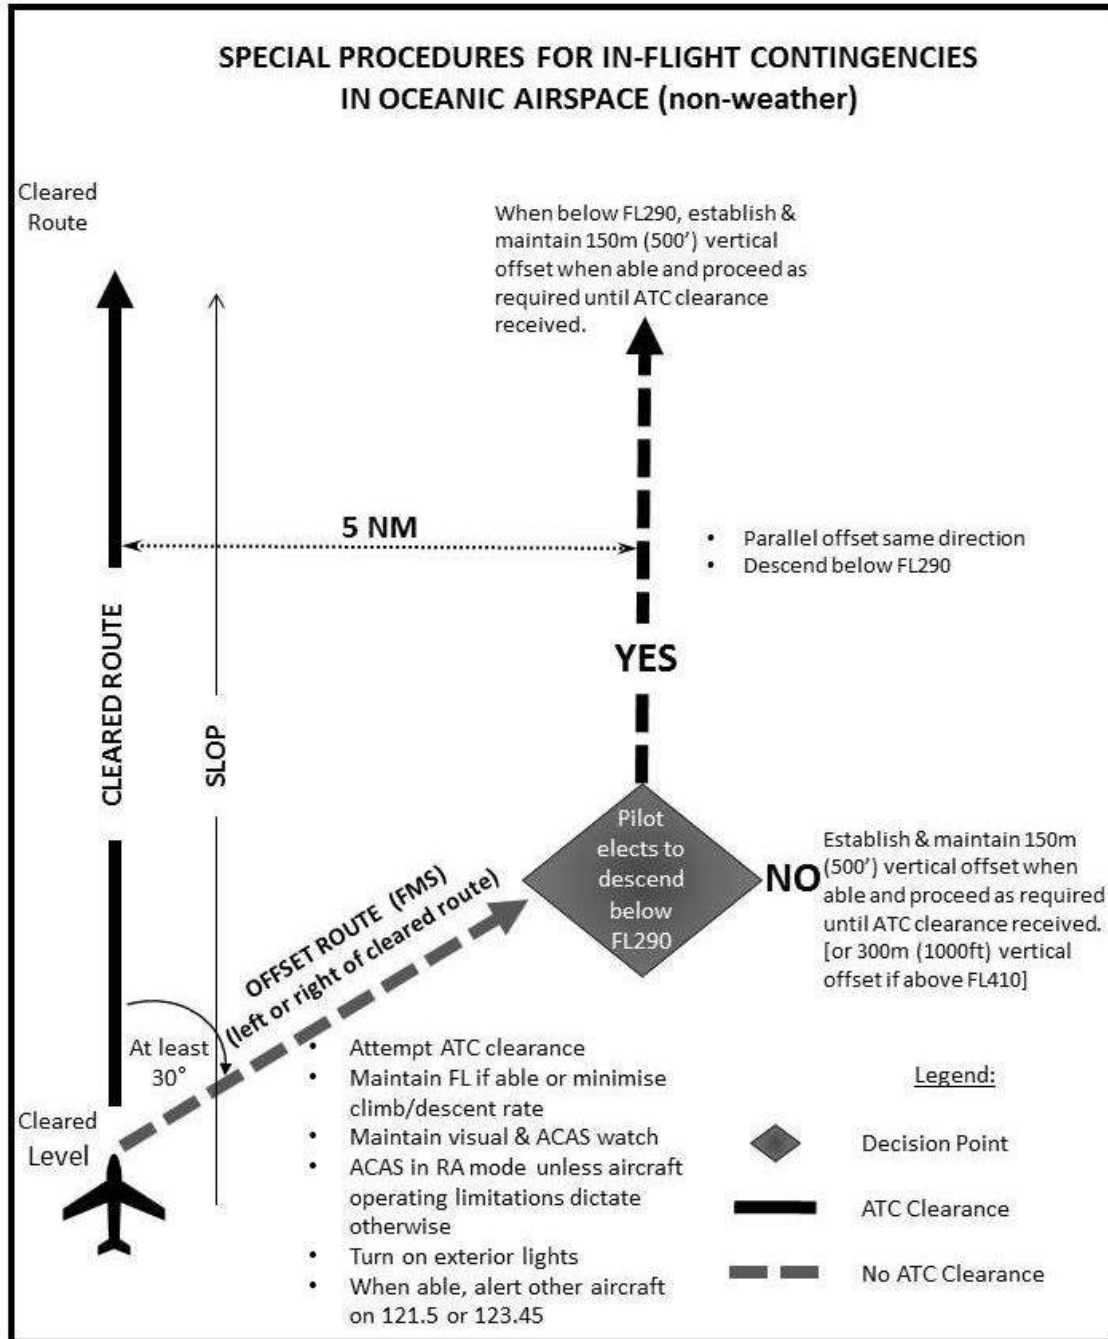 SPECIAL PROCEDURES FOR IN-FLIGHT CONTINGENCIES
IN OCEANIC AIRSPACE (non-weather)
Cleared
Route
When below FL290, establish &
maintain 150m (500’) vertical
offset when able and proceed as
required until ATC clearance
received.
5 NM
• Parallel offset same direction
• Descend below FL290
CLEARED ROUTE
SLOP
YES
Pilot
elects to
descend
below
FL290
NO
Establish & maintain 150m
(500’) vertical offset when
able and proceed as required
until ATC clearance received.
[or 300m (1000ft) vertical
offset if above FL410]
OFFSET ROUTE (FMS)
(left or right of cleared route)
At least
30°
Cleared
Level
• Attempt ATC clearance
• Maintain FL if able or minimise
climb/descent rate
• Maintain visual & ACAS watch
• ACAS in RA mode unless aircraft
operating limitations dictate
otherwise
• Turn on exterior lights
• When able, alert other aircraft
on 121.5 or 123.45
Legend:
Decision Point
ATC Clearance
No ATC Clearance